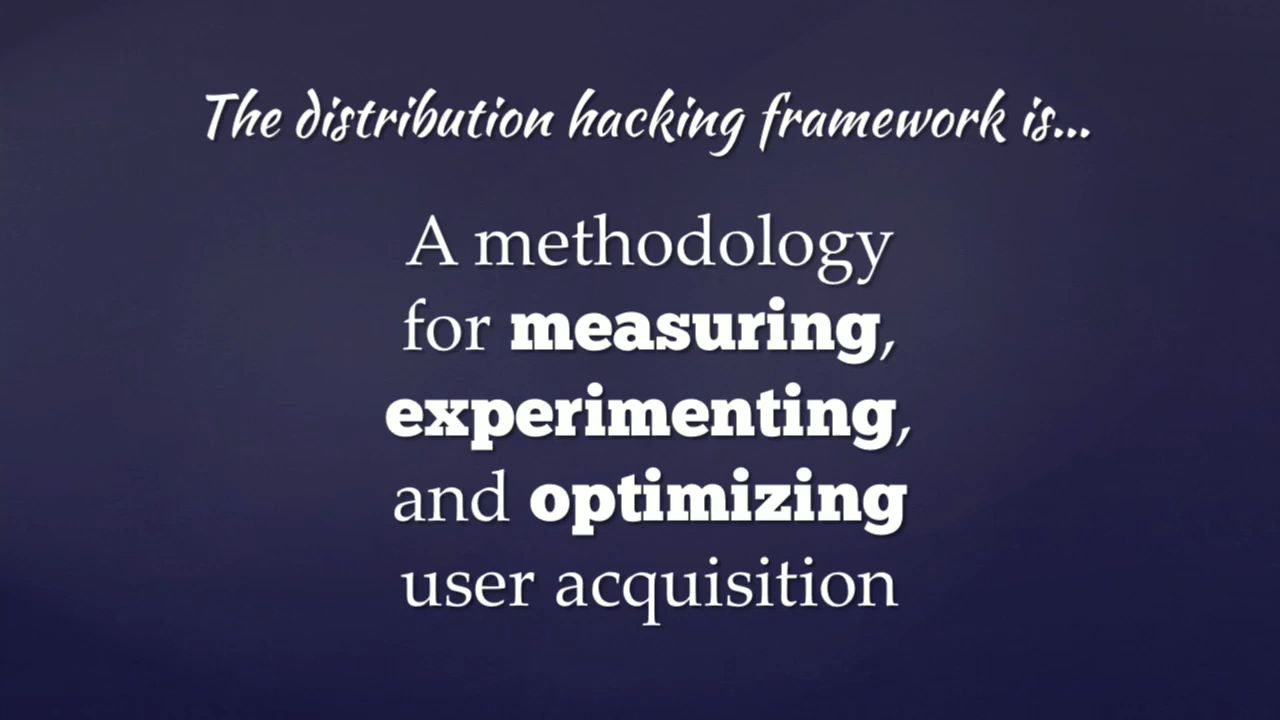 The distribution hacking framework is...
A methodology
for measuring,
experimenting,
and optimizing
user acquisition